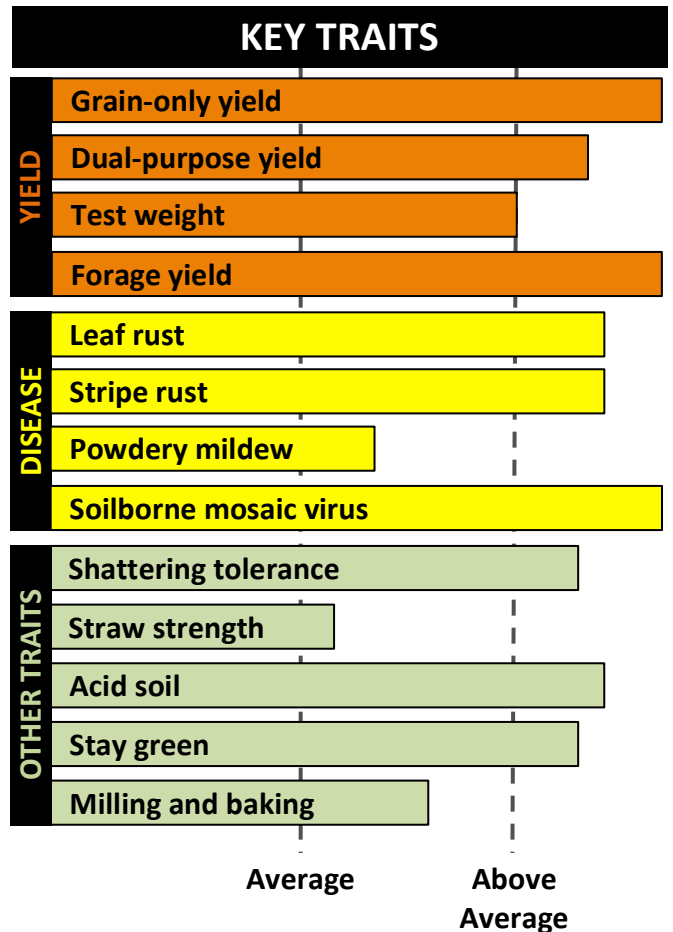 KEY TRAITS
YIELD
Grain-only yield
Dual-purpose yield
Test weight
Forage yield
DISEASE
Leaf rust
Stripe rust
Powdery mildew
Soilborne mosaic virus
OTHER TRAITS
Shattering tolerance
Straw strength
Acid soil
Stay green
Milling and baking
Average
Above
Average